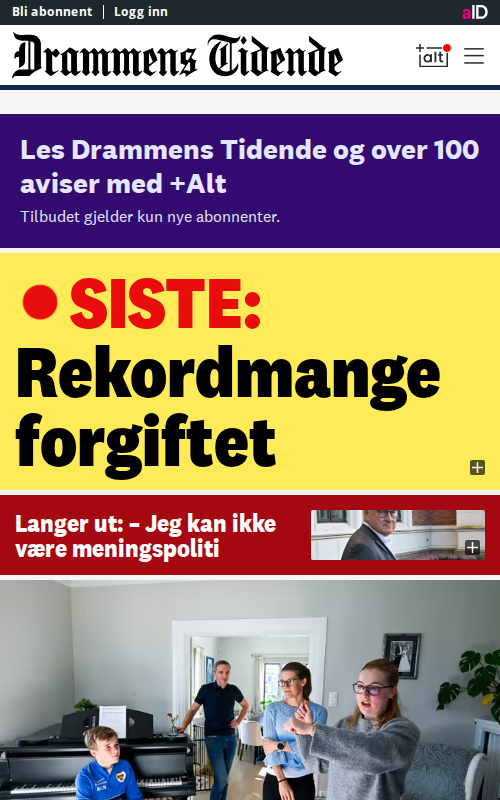 Bli abonnent
Logg inn
aID
Drammens Tidende
+alt
Les Drammens Tidende og over 100
aviser med +Alt
Tilbudet gjelder kun nye abonnenter.
SISTE:
Rekordmange
forgiftet
Langer ut: – Jeg kan ikke
være meningspoliti